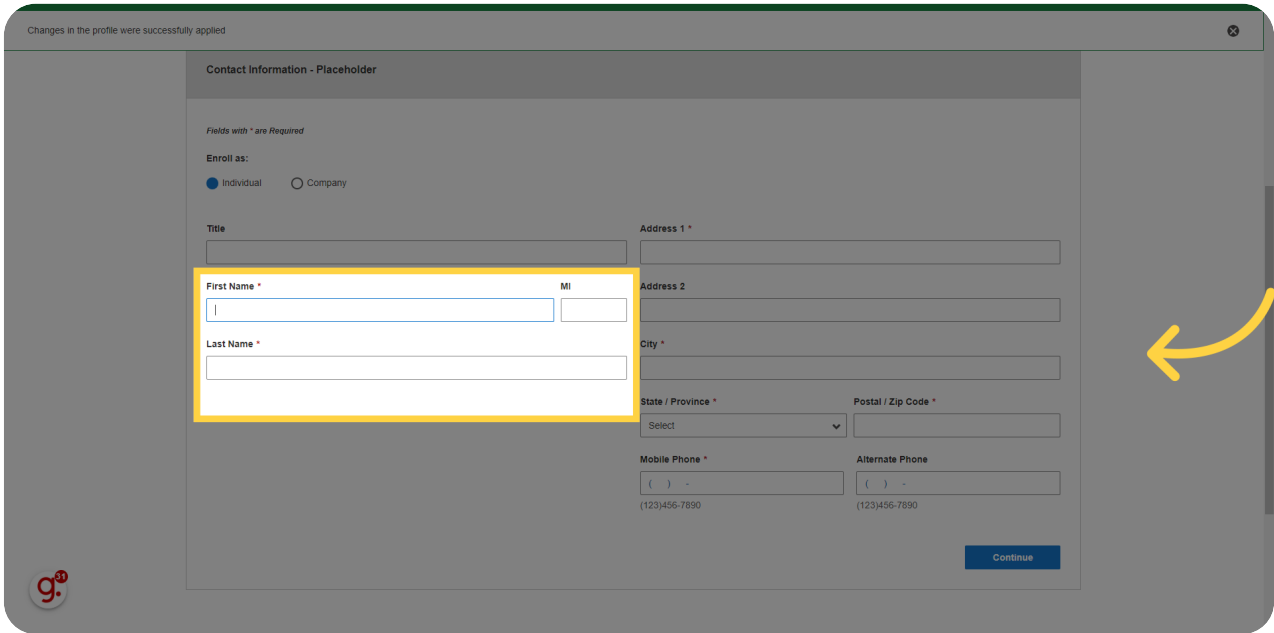 Changes in the profile were successfully applied
Contact Information - Placeholder
Fields with * are Required
Enroll as:
Individual
Company
Title
First Name *
MI
Last Name *
Address 1 *
Address 2
City *
State / Province *
Postal / Zip Code *
Select
Mobile Phone *
Alternate Phone
( ) -
( ) -
(123)456-7890
(123)456-7890
Continue
g.
31